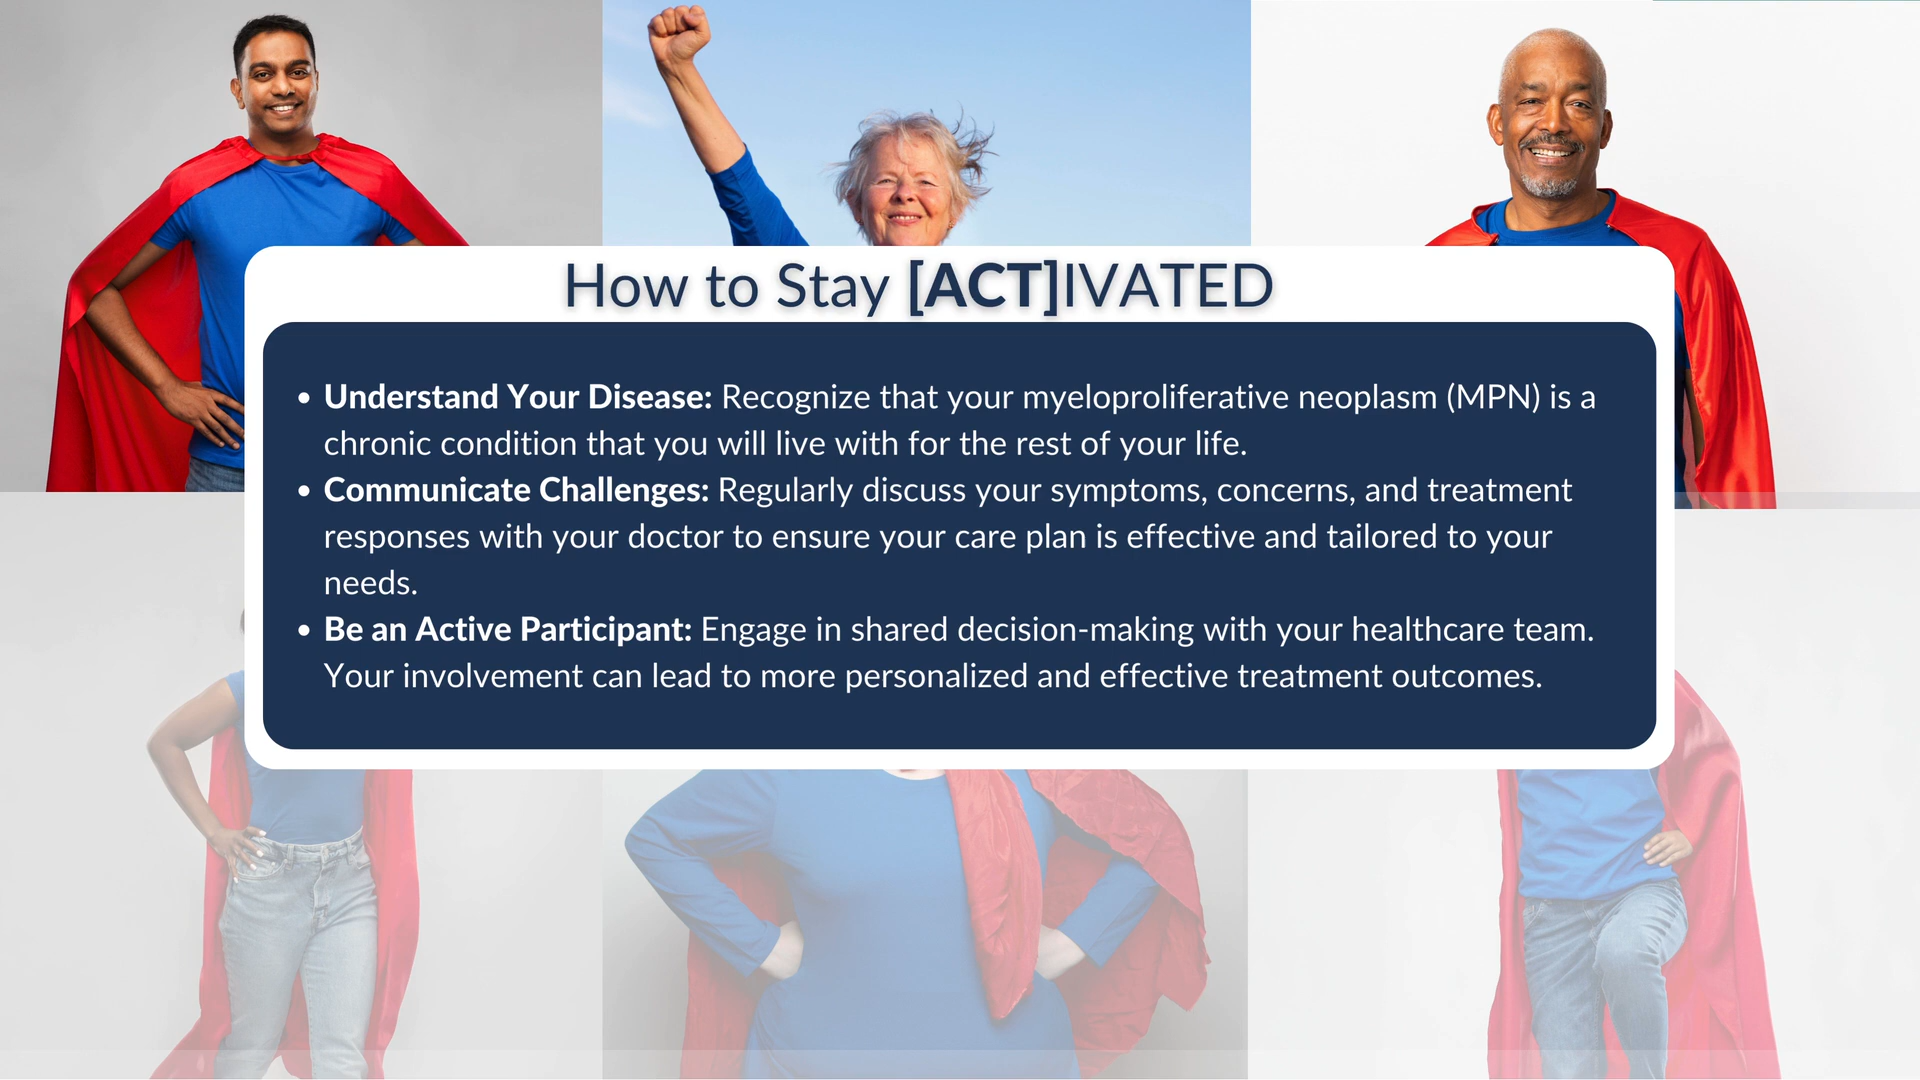 How to Stay [ACT]IVATED
• Understand Your Disease: Recognize that your myeloproliferative neoplasm (MPN) is a
chronic condition that you will live with for the rest of your life.
• Communicate Challenges: Regularly discuss your symptoms, concerns, and treatment
responses with your doctor to ensure your care plan is effective and tailored to your
needs.
• Be an Active Participant: Engage in shared decision-making with your healthcare team.
Your involvement can lead to more personalized and effective treatment outcomes.